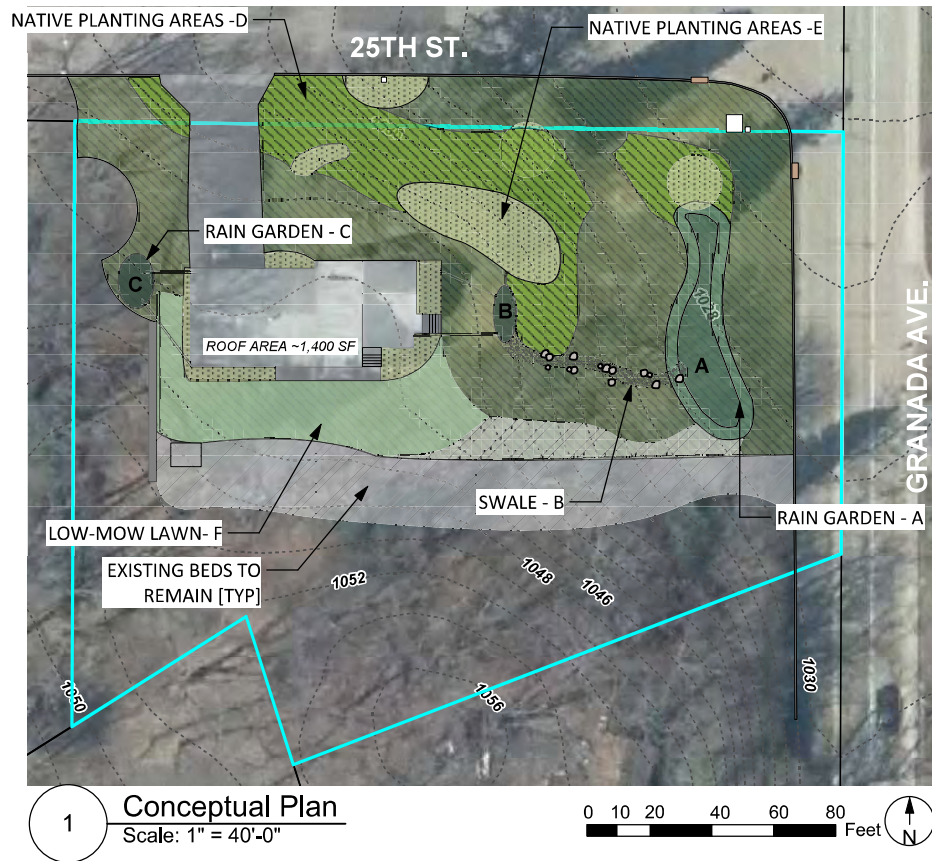 NATIVE PLANTING AREAS -D
NATIVE PLANTING AREAS -E
25TH ST.
RAIN GARDEN - C
C
B
1028
ROOF AREA ~1,400 SF
A
GRANADA AVE.
SWALE - B
RAIN GARDEN - A
LOW-MOW LAWN- F
EXISTING BEDS TO
REMAIN [TYP]
1052
1048
1046
1050
1056
1030
1
Conceptual Plan
Scale: 1" = 40'-0"
0 10 20 40 60 80
Feet
N